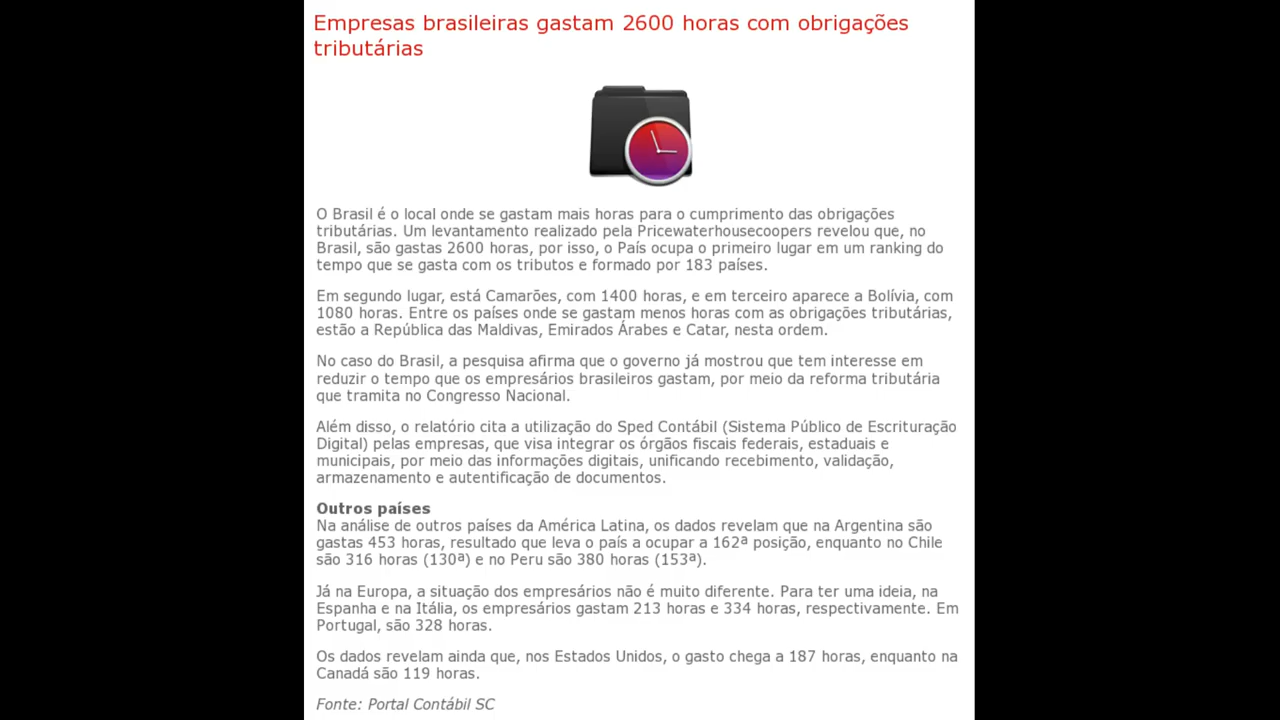 Empresas brasileiras gastam 2600 horas com obrigações
tributárias
O Brasil é o local onde se gastam mais horas para o cumprimento das obrigações
tributárias. Um levantamento realizado pela Pricewaterhousecoopers revelou que, no
Brasil, são gastas 2600 horas, por isso, o País ocupa o primeiro lugar em um ranking do
tempo que se gasta com os tributos e formado por 183 países.
Em segundo lugar, está Camarões, com 1400 horas, e em terceiro aparece a Bolívia, com
1080 horas. Entre os países onde se gastam menos horas com as obrigações tributárias,
estão a República das Maldivas, Emirados Árabes e Catar, nesta ordem.
No caso do Brasil, a pesquisa afirma que o governo já mostrou que tem interesse em
reduzir o tempo que os empresários brasileiros gastam, por meio da reforma tributária
que tramita no Congresso Nacional.
Além disso, o relatório cita a utilização do Sped Contábil (Sistema Público de Escrituração
Digital) pelas empresas, que visa integrar os órgãos fiscais federais, estaduais e
municipais, por meio das informações digitais, unificando recebimento, validação,
armazenamento e autentificação de documentos.
Outros países
Na análise de outros países da América Latina, os dados revelam que na Argentina são
gastas 453 horas, resultado que leva o país a ocupar a 162ª posição, enquanto no Chile
são 316 horas (130ª) e no Peru são 380 horas (153ª).
Já na Europa, a situação dos empresários não é muito diferente. Para ter uma ideia, na
Espanha e na Itália, os empresários gastam 213 horas e 334 horas, respectivamente. Em
Portugal, são 328 horas.
Os dados revelam ainda que, nos Estados Unidos, o gasto chega a 187 horas, enquanto na
Canadá são 119 horas.
Fonte: Portal Contábil SC